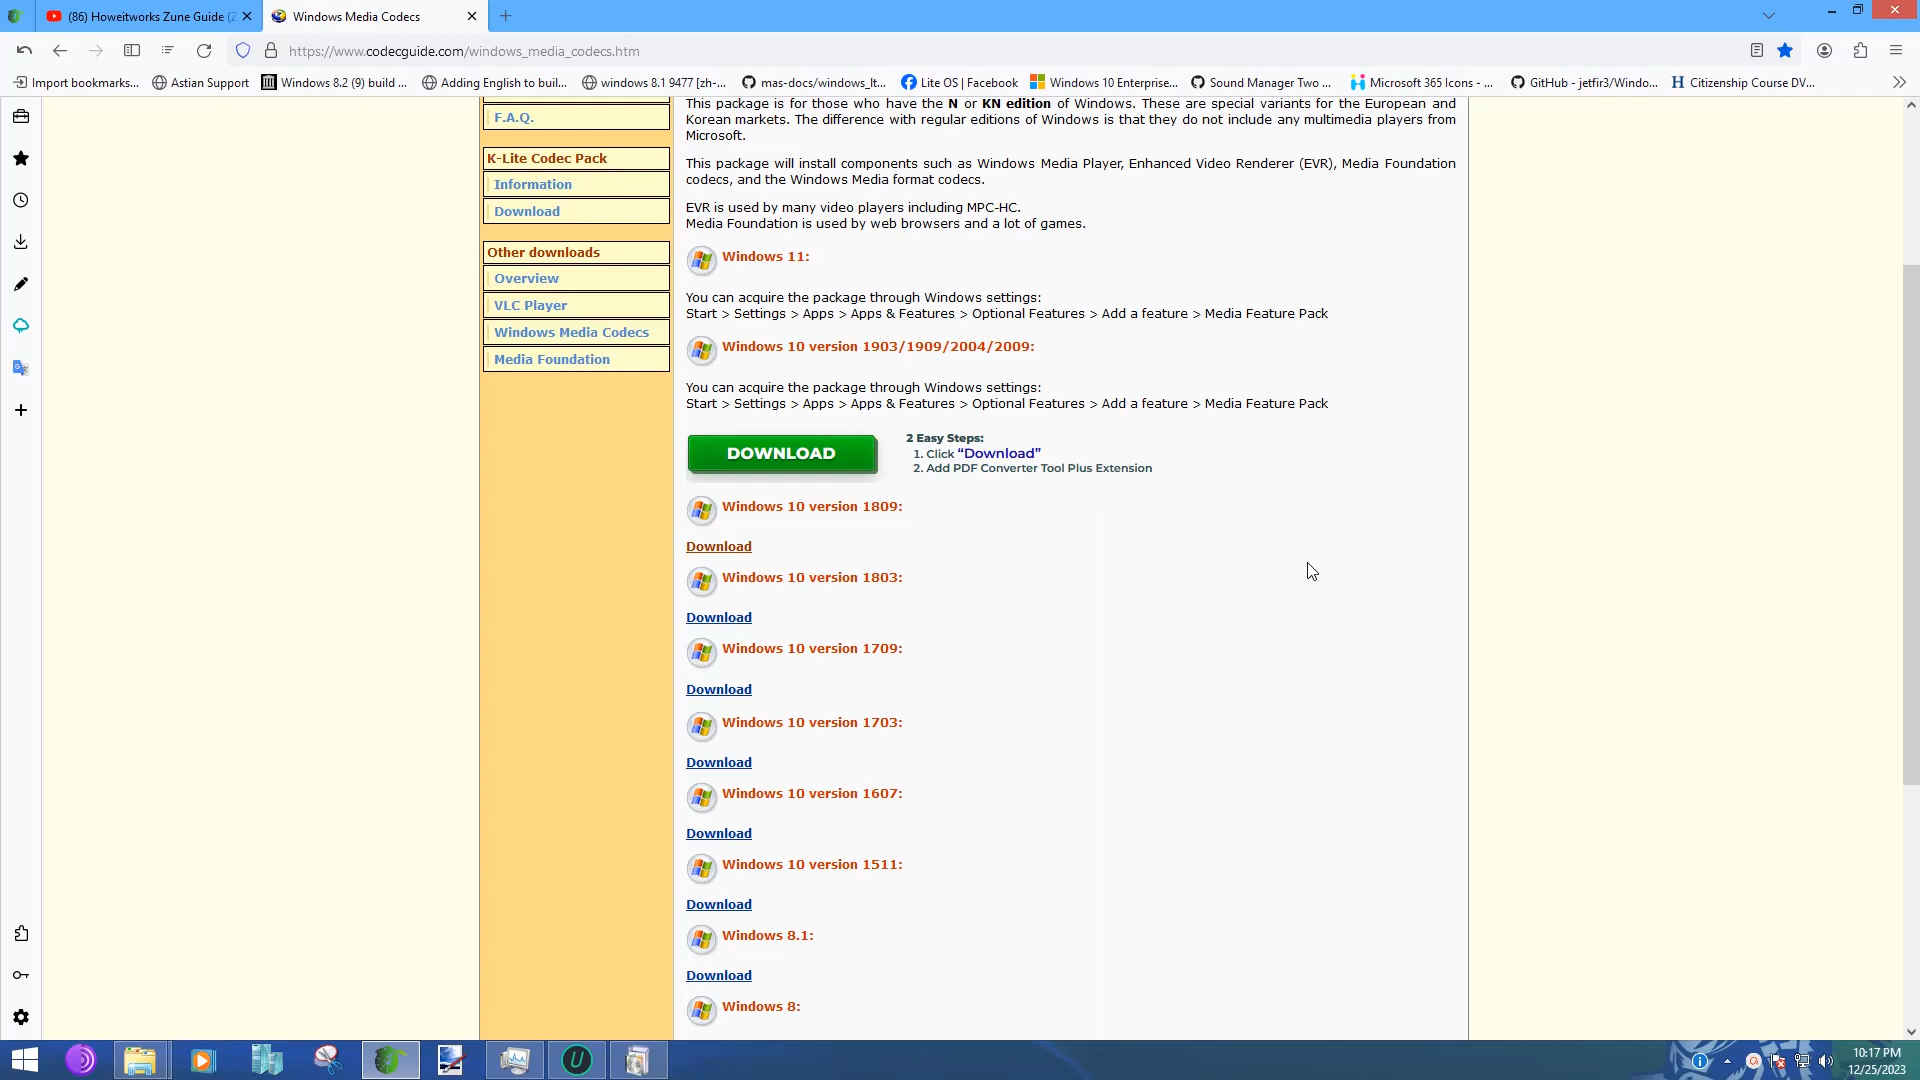 (86) Howeitworks Zune Guide (Z
Windows Media Codecs
https://www.codecguide.com/windows_media_codecs.htm
Import bookmarks...
Astian Support
Windows 8.2 (9) build ...
Adding English to buil...
windows 8.1 9477 [zh-...
mas-docs/windows_lt...
Lite OS | Facebook
Windows 10 Enterprise...
Sound Manager Two ...
Microsoft 365 Icons - ...
GitHub - jetfir3/Windo...
Citizenship Course DV...
F.A.Q.
K-Lite Codec Pack
Information
Download
Other downloads
Overview
VLC Player
Windows Media Codecs
Media Foundation
This package is for those who have the N or KN edition of Windows. These are special variants for the European and
Korean markets. The difference with regular editions of Windows is that they do not include any multimedia players from
Microsoft.
This package will install components such as Windows Media Player, Enhanced Video Renderer (EVR), Media Foundation
codecs, and the Windows Media format codecs.
EVR is used by many video players including MPC-HC.
Media Foundation is used by web browsers and a lot of games.
Windows 11:
You can acquire the package through Windows settings:
Start > Settings > Apps > Apps & Features > Optional Features > Add a feature > Media Feature Pack
Windows 10 version 1903/1909/2004/2009:
You can acquire the package through Windows settings:
Start > Settings > Apps > Apps & Features > Optional Features > Add a feature > Media Feature Pack
DOWNLOAD
2 Easy Steps:
1. Click “Download”
2. Add PDF Converter Tool Plus Extension
Windows 10 version 1809:
Download
Windows 10 version 1803:
Download
Windows 10 version 1709:
Download
Windows 10 version 1703:
Download
Windows 10 version 1607:
Download
Windows 10 version 1511:
Download
Windows 8.1:
Download
Windows 8:
10:17 PM
12/25/2023